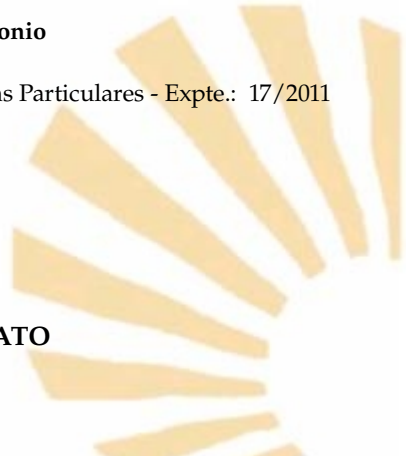 onio
as Particulares - Expte.: 17/2011
ATO